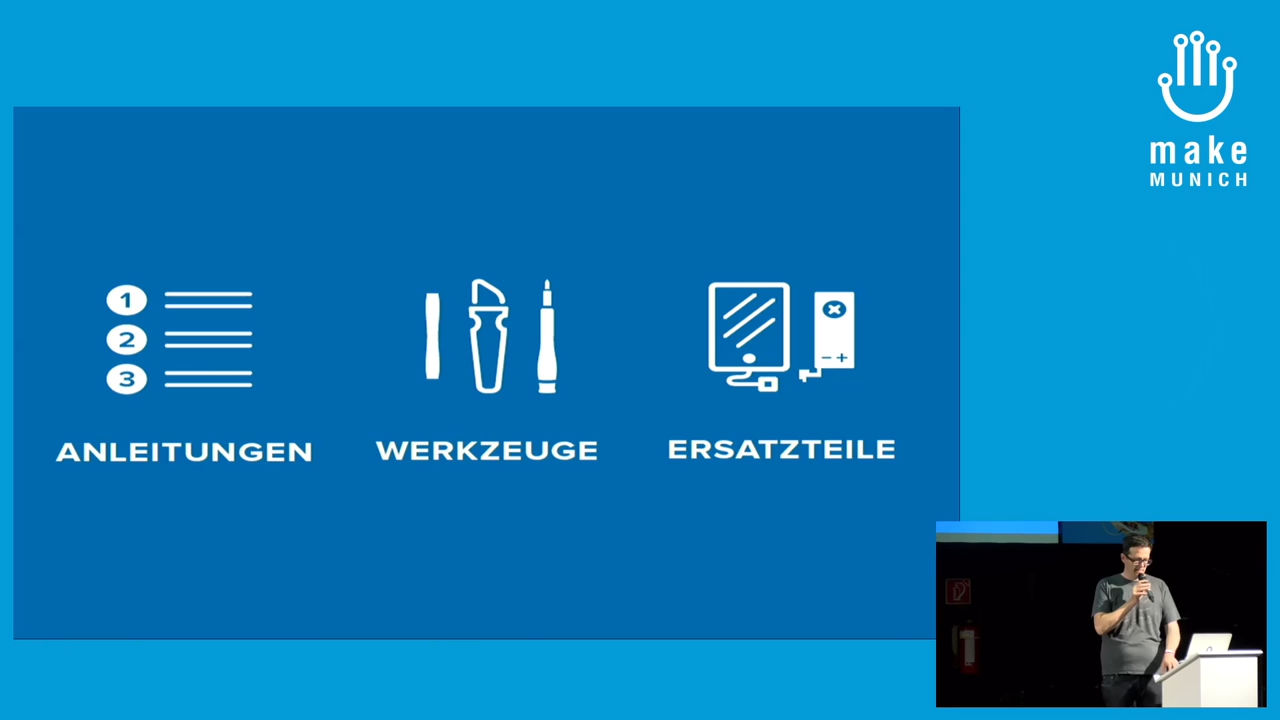 make
MUNICH
1
2
3
ANLEITUNGEN
WERKZEUGE
ERSATZTEILE